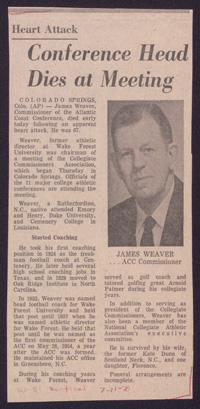 Heart Attack
Conference Head
Dies at Meeting
COLORADO SPRINGS,
Colo. (AP) — James Weaver,
Commissioner of the Atlantic
Coast Conference, died early
today following an apparent
heart attack. He was 67.
Weaver, former athletic
director at Wake Forest
University was chairman of
a meeting of the Collegiate
Commissioners Association,
which began Thursday in
Colorado Springs. Officials of
the 11 major college athletic
conferences are attending the
meeting.
Weaver, a Rutherfordton,
N.C., native attended Emory
and Henry, Duke University,
and Centenary College in
Louisiana.
Started Coaching
He took his first coaching
position in 1924 as the fresh-
man football coach at Cen-
tenary. He later held several
high school coaching jobs in
Texas, and in 1928 moved to
Oak Ridge Institute in North
Carolina.
In 1933, Weaver was named
head football coach for Wake
Forest University and held
that post until 1937 when he
was named athletic director
for Wake Forest. He held that
post until he was named as
the first commissioner of the
ACC on May 28, 1954, a year
after the ACC was formed.
He maintained his ACC office
in Greensboro, N.C.
During his coaching years
at Wake Forest, Weaver
JAMES WEAVER
. . . ACC Commissioner
served as golf coach and
tutored golfing great Arnold
Palmer during his collegiate
years.
In addition to serving as
president of the Collegiate
Commissioners, Weaver has
also been a member of the
National Collegiate Athletic
Association's executive
committee.
He is survived by his wife,
the former Kate Dunn of
Scotland Neck, N.C., and one
daughter, Florence.
Funeral arrangements are
incomplete.